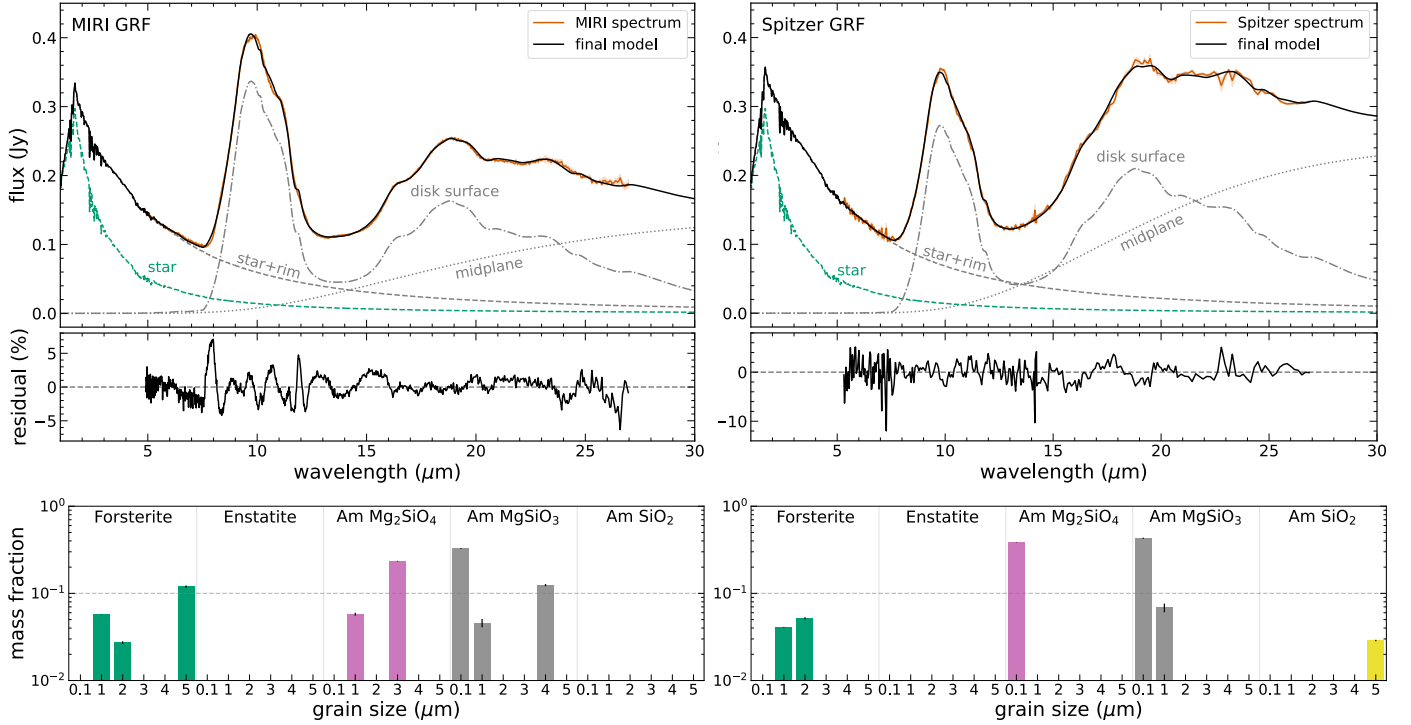 MIRI GRF
MIRI spectrum
final model
flux (Jy)
0.4
0.3
0.2
0.1
0.0
star
star+rim
disk surface
midplane
residual (%)
5
0
−5
5 10 15 20 25 30
wavelength (μm)
Spitzer GRF
Spitzer spectrum
final model
0.4
0.3
0.2
0.1
0.0
star
star+rim
disk surface
midplane
0
−10
5 10 15 20 25 30
wavelength (μm)
mass fraction
10⁰
10⁻¹
10⁻²
Forsterite Enstatite Am Mg₂SiO₄ Am MgSiO₃ Am SiO₂
0.1 1 2 3 4 5 0.1 1 2 3 4 5 0.1 1 2 3 4 5 0.1 1 2 3 4 5 0.1 1 2 3 4 5
grain size (μm)
10⁰
10⁻¹
10⁻²
Forsterite Enstatite Am Mg₂SiO₄ Am MgSiO₃ Am SiO₂
0.1 1 2 3 4 5 0.1 1 2 3 4 5 0.1 1 2 3 4 5 0.1 1 2 3 4 5 0.1 1 2 3 4 5
grain size (μm)